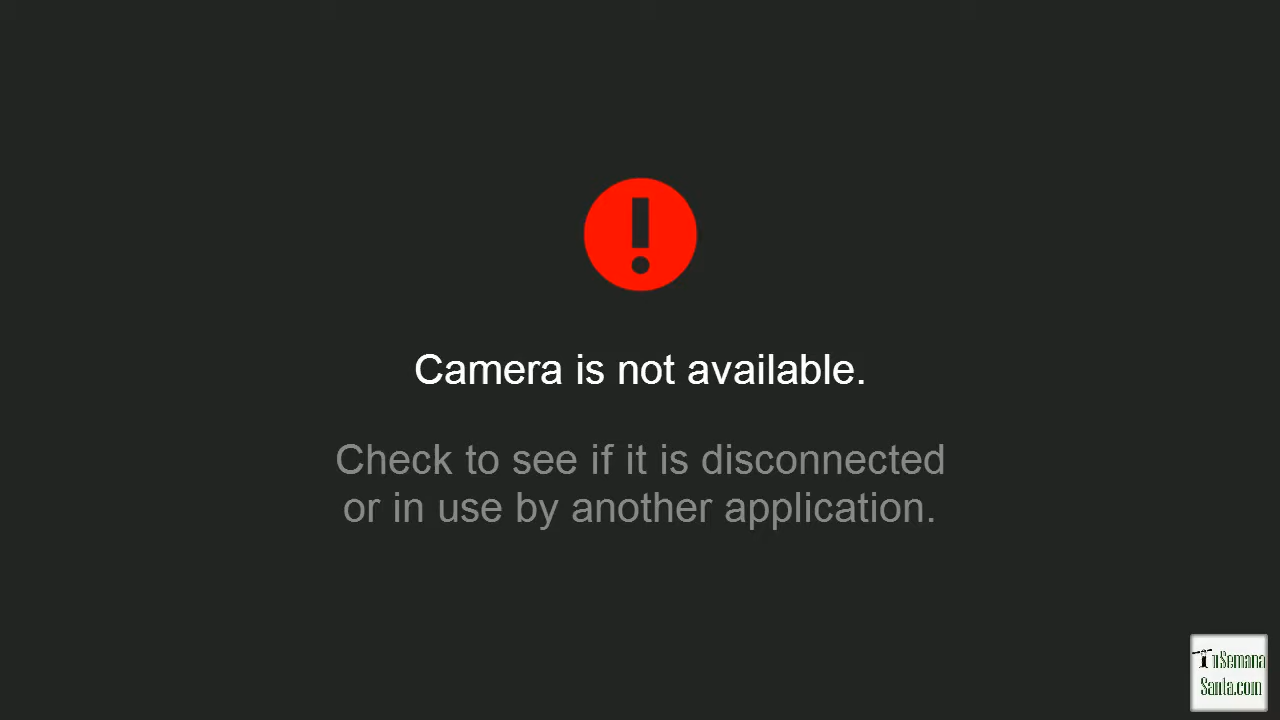 Camera is not available.
Check to see if it is disconnected
or in use by another application.
TuSemana
Santa.com